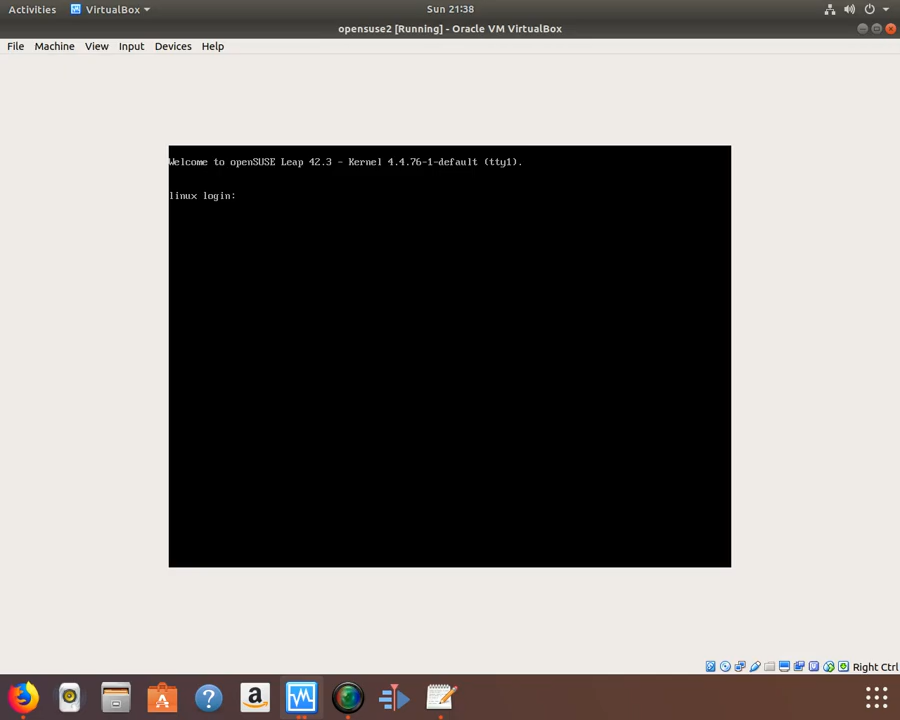 Activities VirtualBox Sun 21:38
opensuse2 [Running] - Oracle VM VirtualBox
File Machine View Input Devices Help
Welcome to openSUSE Leap 42.3 - Kernel 4.4.76-1-default (tty1).
linux login:
Right Ctrl